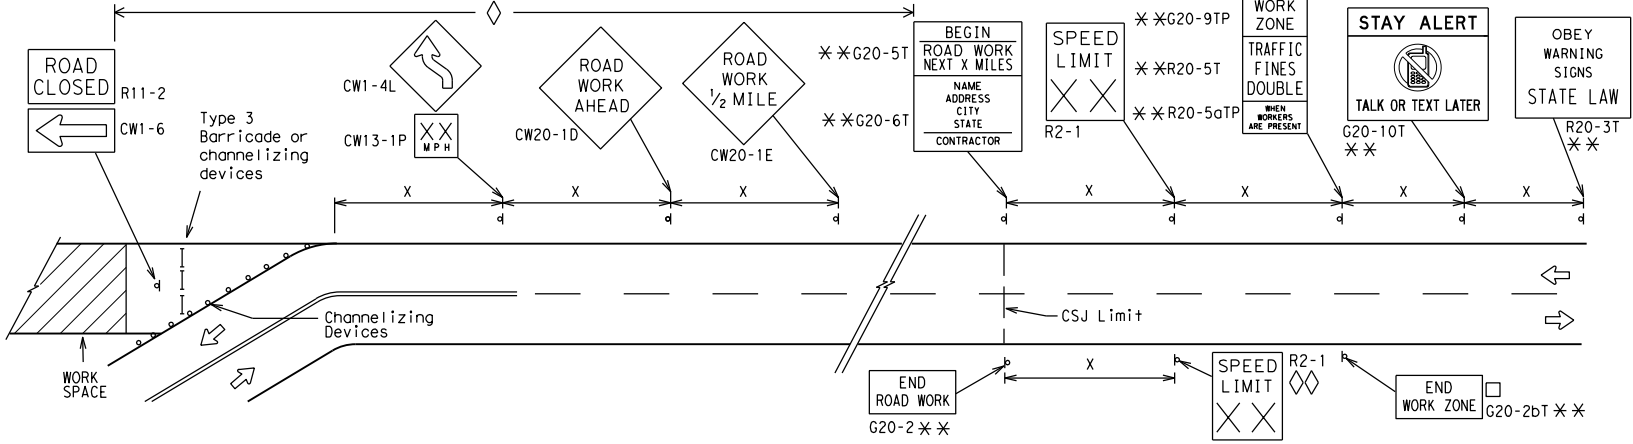 ROAD
CLOSED
R11-2
CW1-6
Type 3
Barricade or
channelizing
devices
CW1-4L
XX
MPH
CW13-1P
ROAD
WORK
AHEAD
CW20-1D
ROAD
WORK
1/2 MILE
CW20-1E
**G20-5T
**G20-6T
BEGIN
ROAD WORK
NEXT X MILES
NAME
ADDRESS
CITY
STATE
CONTRACTOR
SPEED
LIMIT
XX
R2-1
**G20-9TP
**R20-5T
**R20-5aTP
WORK
ZONE
TRAFFIC
FINES
DOUBLE
WHEN
WORKERS
ARE PRESENT
STAY ALERT
TALK OR TEXT LATER
G20-10T
**
OBEY
WARNING
SIGNS
STATE LAW
R20-3T
**
X X X X X X
Channelizing
Devices
CSJ Limit
WORK
SPACE
X
END
ROAD WORK
G20-2 **
SPEED
LIMIT
XX
R2-1
END
WORK ZONE
G20-2bT **